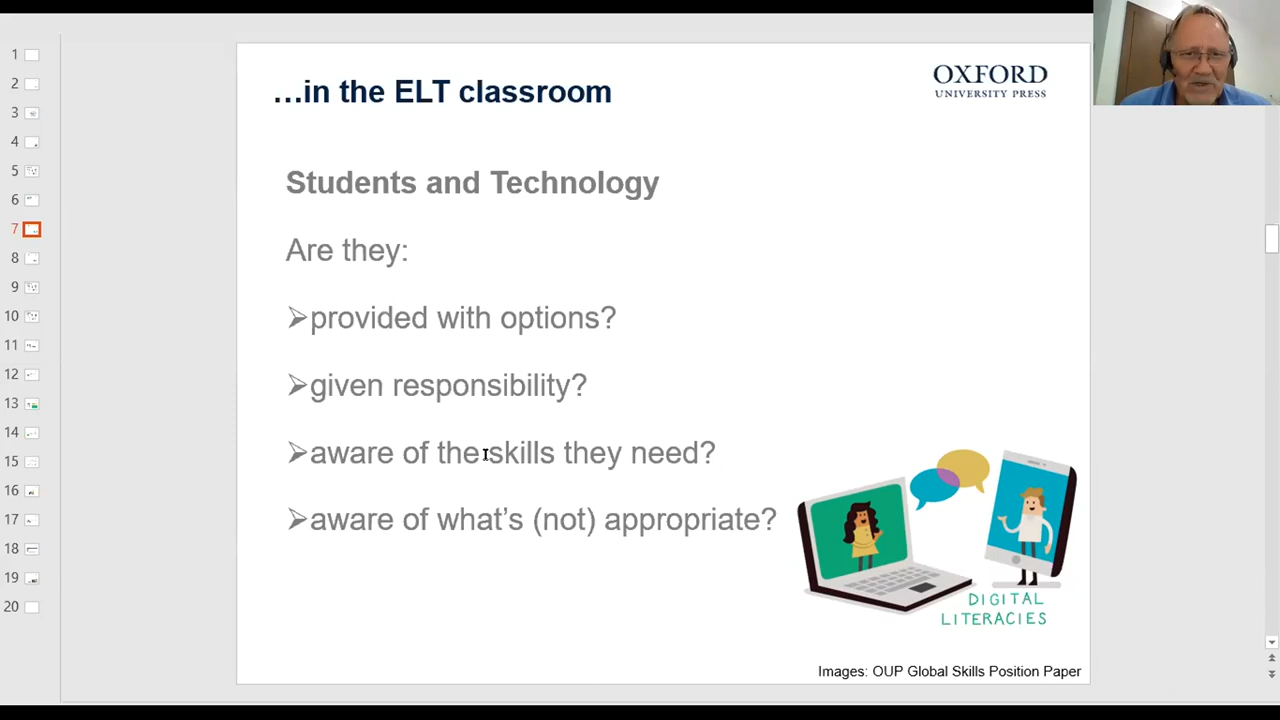 1
2
3
4
5
6
7
8
9
10
11
12
13
14
15
16
17
18
19
20
…in the ELT classroom
OXFORD
UNIVERSITY PRESS
Students and Technology
Are they:
➢provided with options?
➢given responsibility?
➢aware of the skills they need?
➢aware of what’s (not) appropriate?
DIGITAL
LITERACIES
Images: OUP Global Skills Position Paper